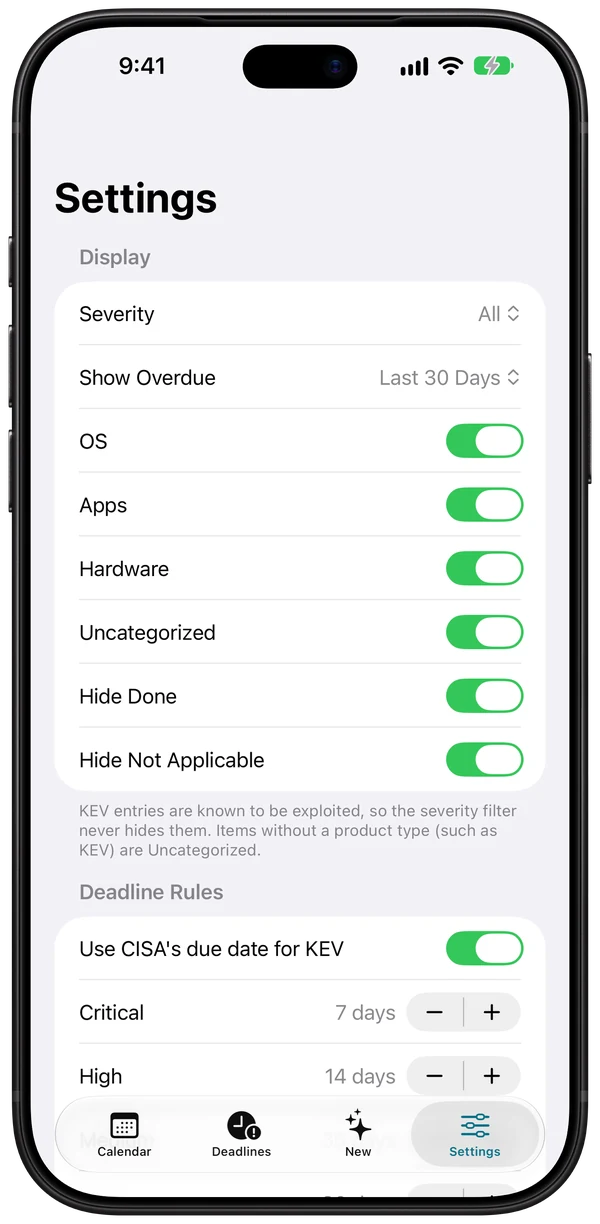 9:41
Settings
Display
Severity All
Show Overdue Last 30 Days
OS
Apps
Hardware
Uncategorized
Hide Done
Hide Not Applicable
KEV entries are known to be exploited, so the severity filter
never hides them. Items without a product type (such as
KEV) are Uncategorized.
Deadline Rules
Use CISA's due date for KEV
Critical 7 days − +
High 14 days − +
Calendar Deadlines New Settings